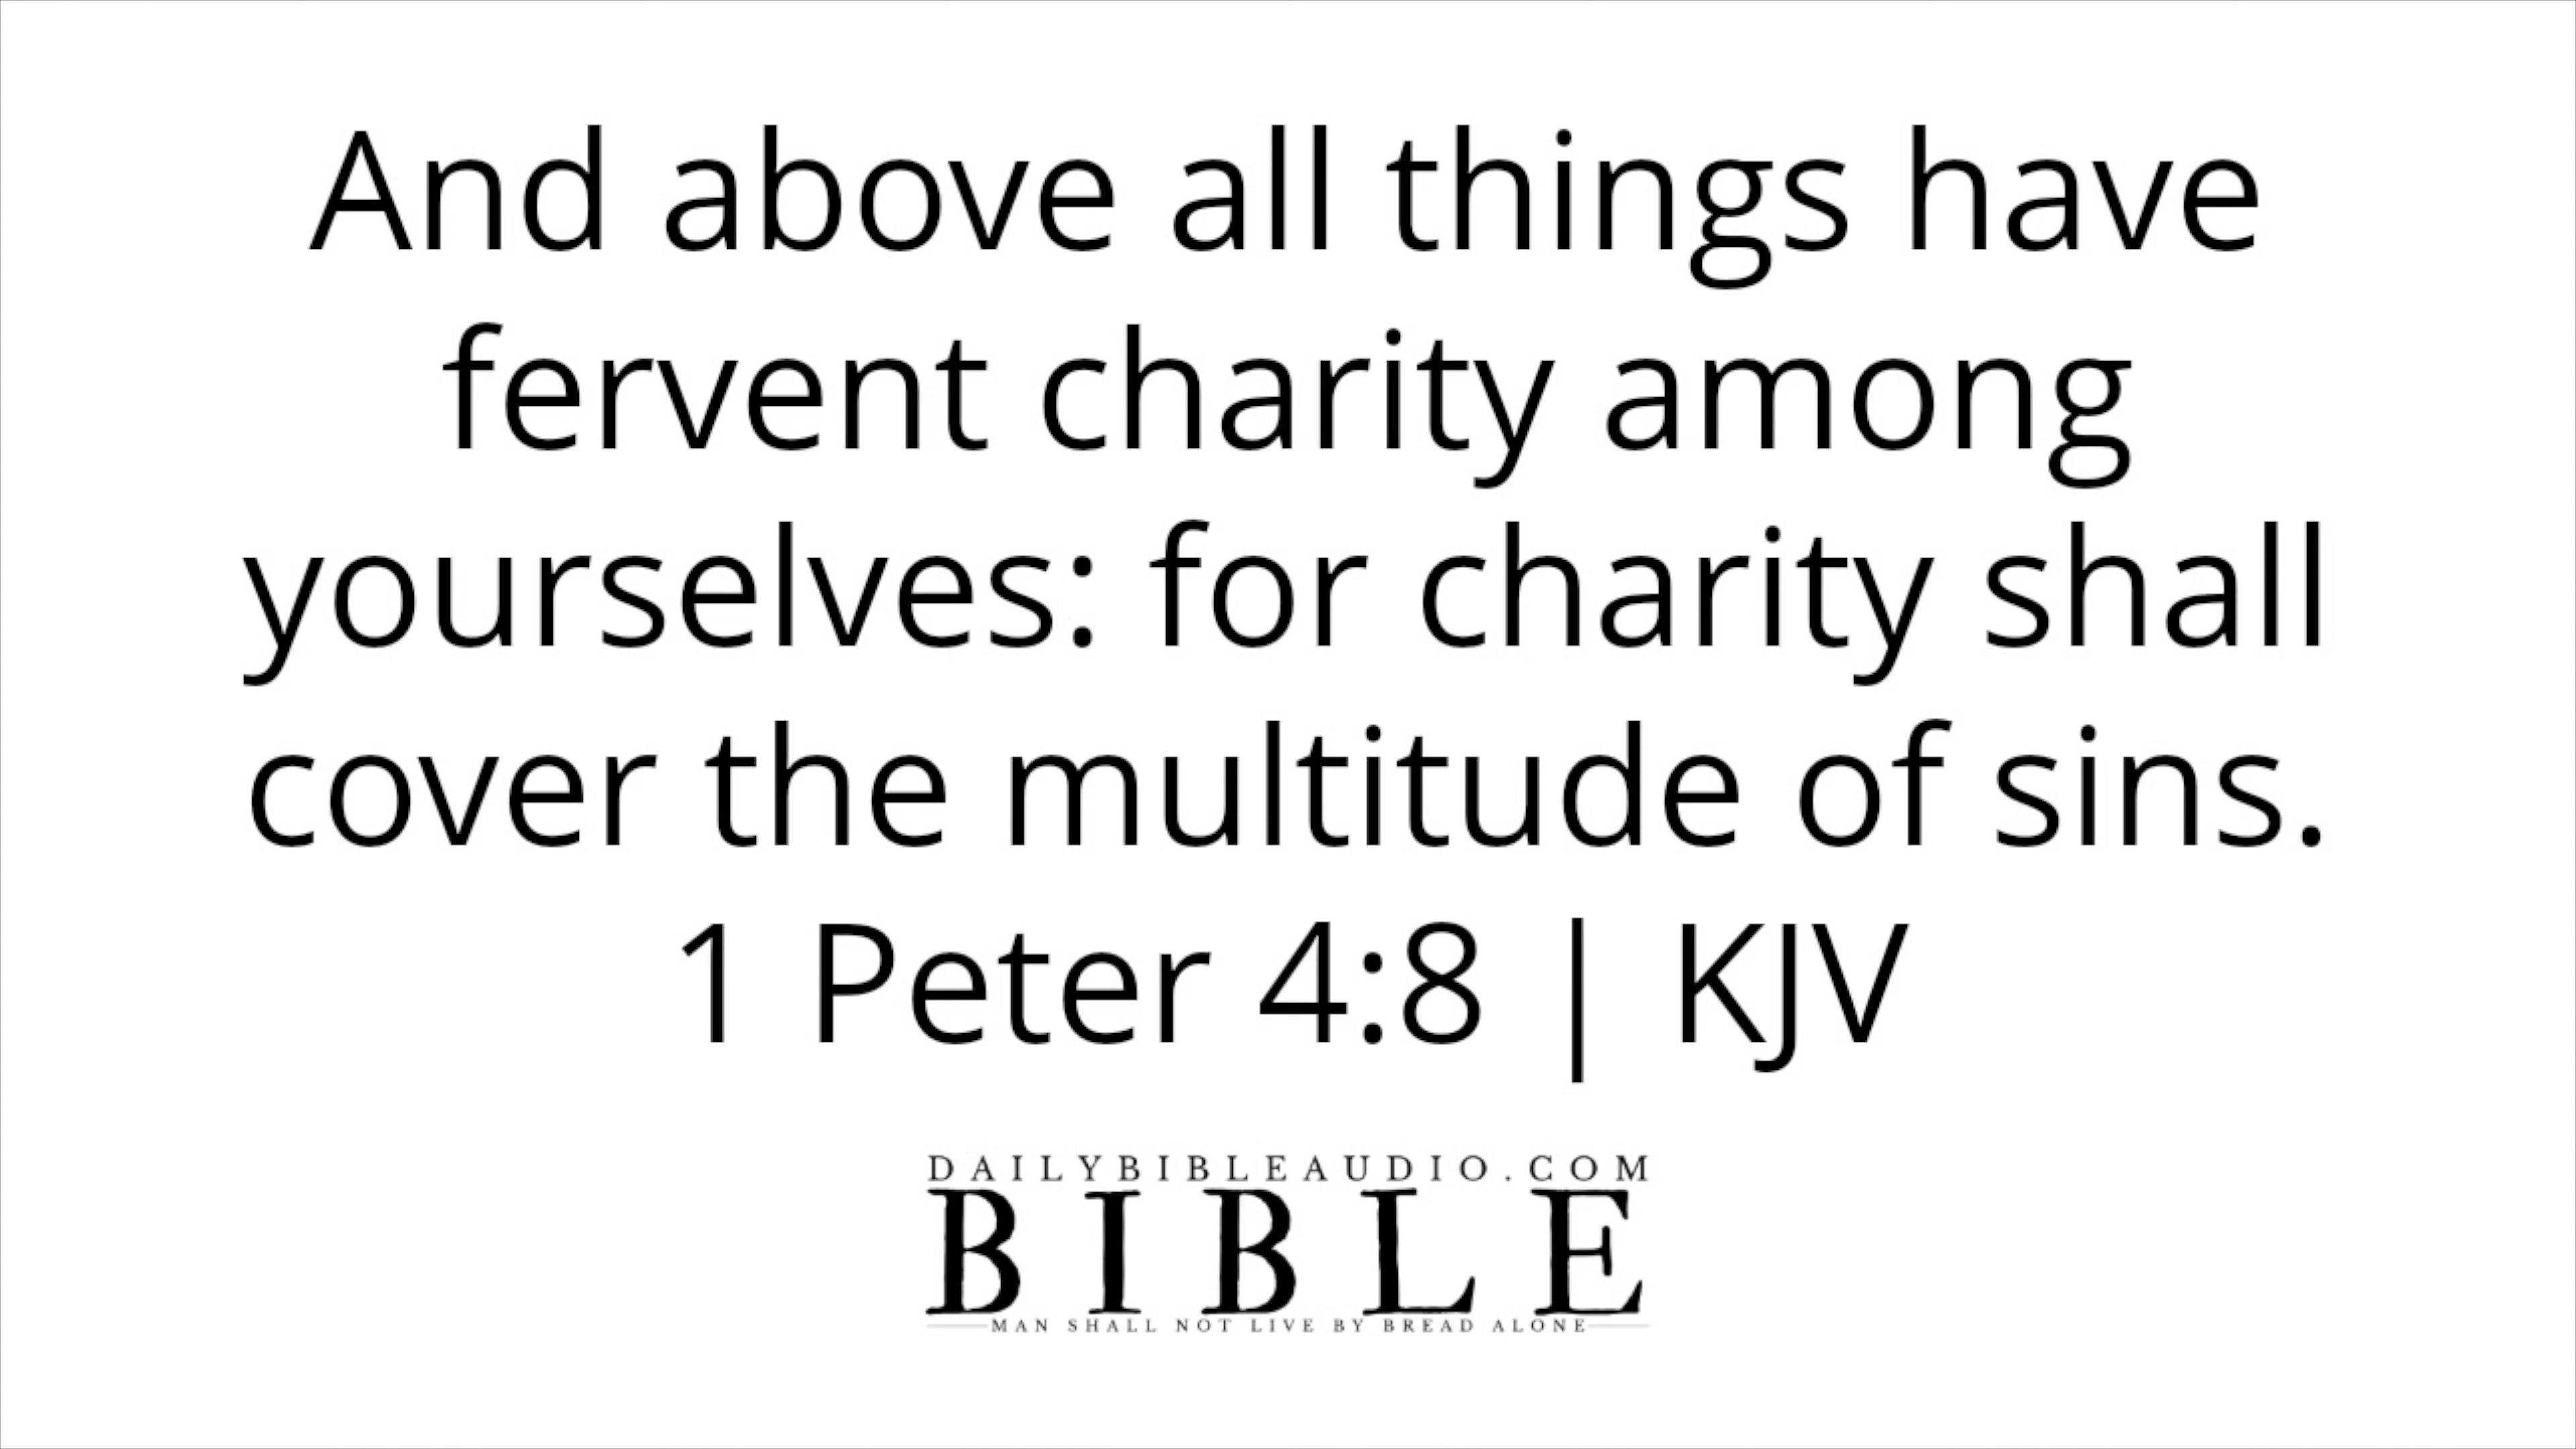 And above all things have
fervent charity among
yourselves: for charity shall
cover the multitude of sins.
1 Peter 4:8 | KJV
DAILYBIBLEAUDIO.COM
BIBLE
MAN SHALL NOT LIVE BY BREAD ALONE